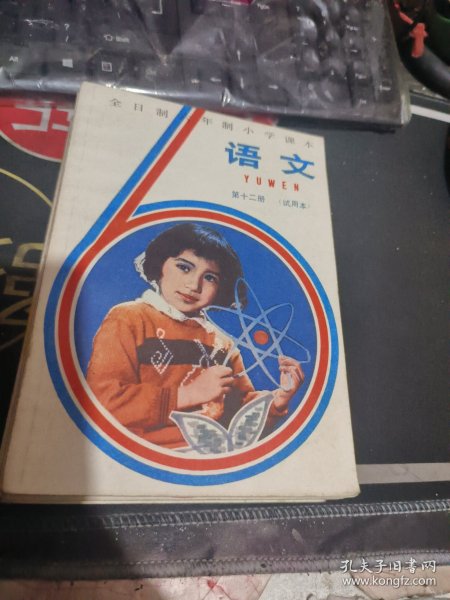 全日制 年制小学课本
语文
YUWEN
第十二册 (试用本)
孔夫子旧书网
www.kongfz.com